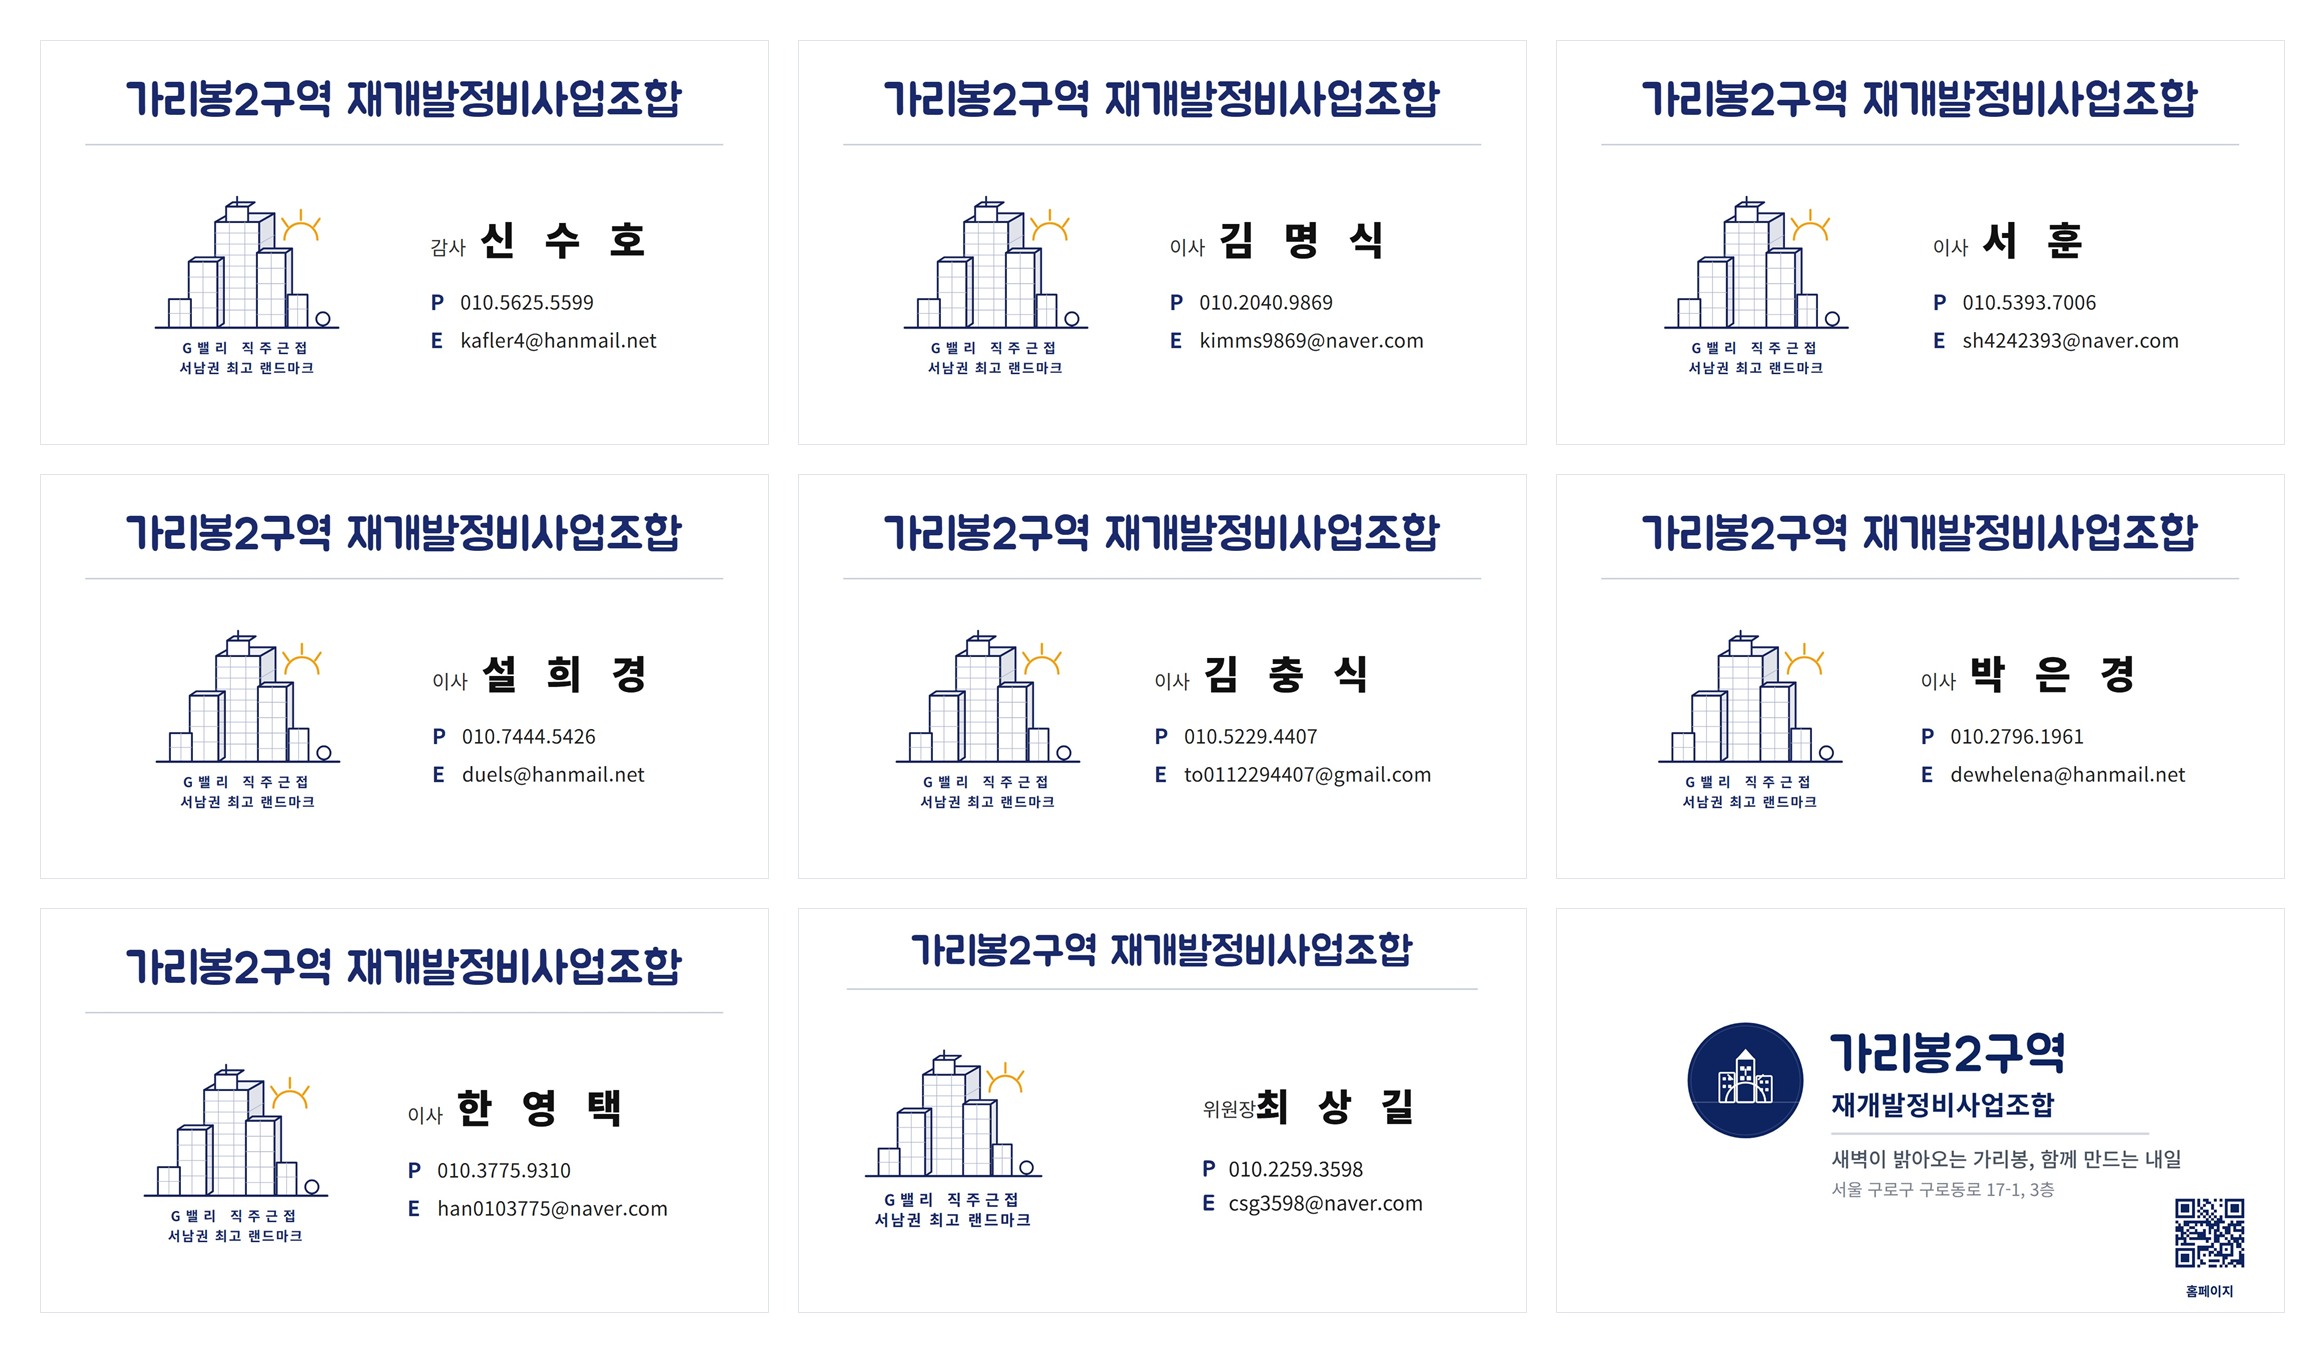 가리봉2구역 재개발정비사업조합
감사 신 수 호
P 010.5625.5599
E kafler4@hanmail.net
G밸리 직주근접
서남권 최고 랜드마크
가리봉2구역 재개발정비사업조합
이사 김 명 식
P 010.2040.9869
E kimms9869@naver.com
G밸리 직주근접
서남권 최고 랜드마크
가리봉2구역 재개발정비사업조합
이사 서 훈
P 010.5393.7006
E sh4242393@naver.com
G밸리 직주근접
서남권 최고 랜드마크
가리봉2구역 재개발정비사업조합
이사 설 희 경
P 010.7444.5426
E duels@hanmail.net
G밸리 직주근접
서남권 최고 랜드마크
가리봉2구역 재개발정비사업조합
이사 김 충 식
P 010.5229.4407
E to0112294407@gmail.com
G밸리 직주근접
서남권 최고 랜드마크
가리봉2구역 재개발정비사업조합
이사 박 은 경
P 010.2796.1961
E dewhelena@hanmail.net
G밸리 직주근접
서남권 최고 랜드마크
가리봉2구역 재개발정비사업조합
이사 한 영 택
P 010.3775.9310
E han0103775@naver.com
G밸리 직주근접
서남권 최고 랜드마크
가리봉2구역 재개발정비사업조합
위원장 최 상 길
P 010.2259.3598
E csg3598@naver.com
G밸리 직주근접
서남권 최고 랜드마크
가리봉2구역
재개발정비사업조합
새벽이 밝아오는 가리봉, 함께 만드는 내일
서울 구로구 구로동로 17-1, 3층
홈페이지